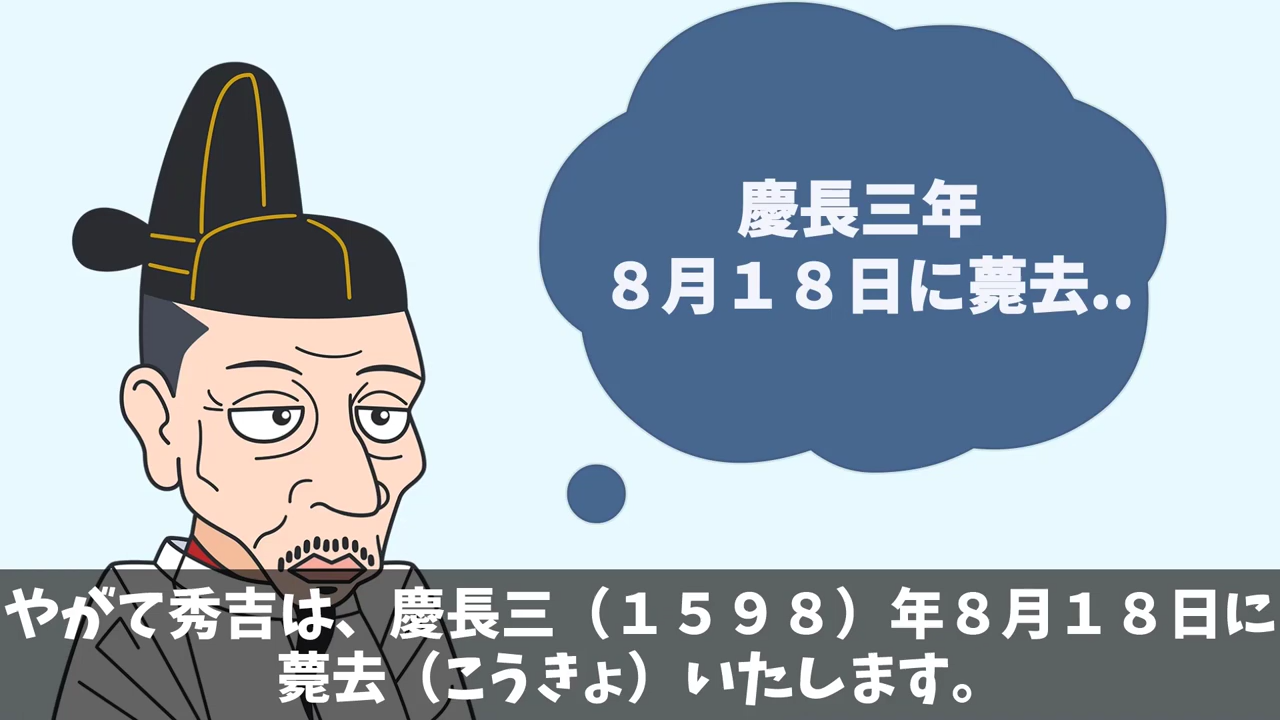 慶長三年
８月１８日に薨去..
やがて秀吉は、慶長三（１５９８）年８月１８日に
薨去（こうきょ）いたします。